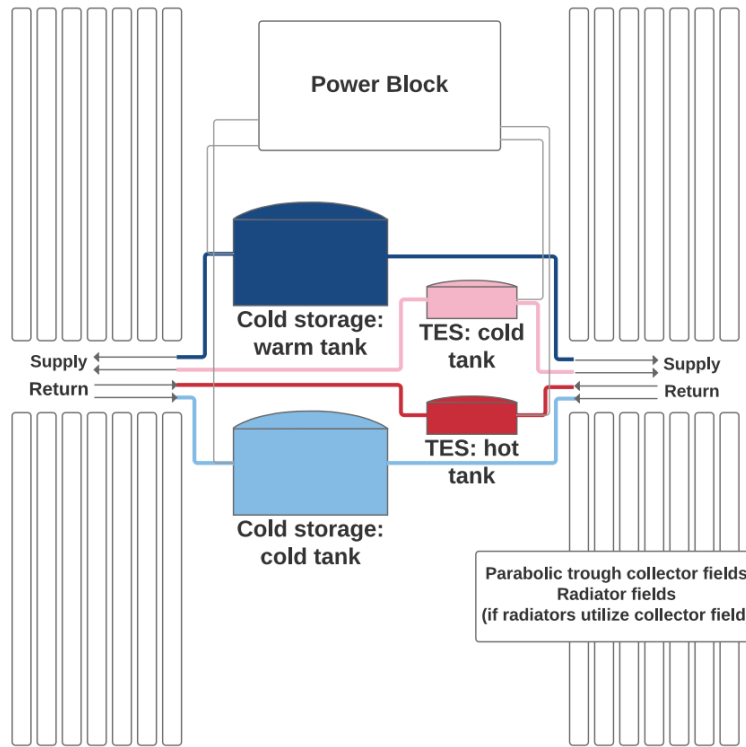 Power Block
Cold storage:
warm tank
TES: cold
tank
Supply
Return
Supply
Return
TES: hot
tank
Cold storage:
cold tank
Parabolic trough collector fields
Radiator fields
(if radiators utilize collector field